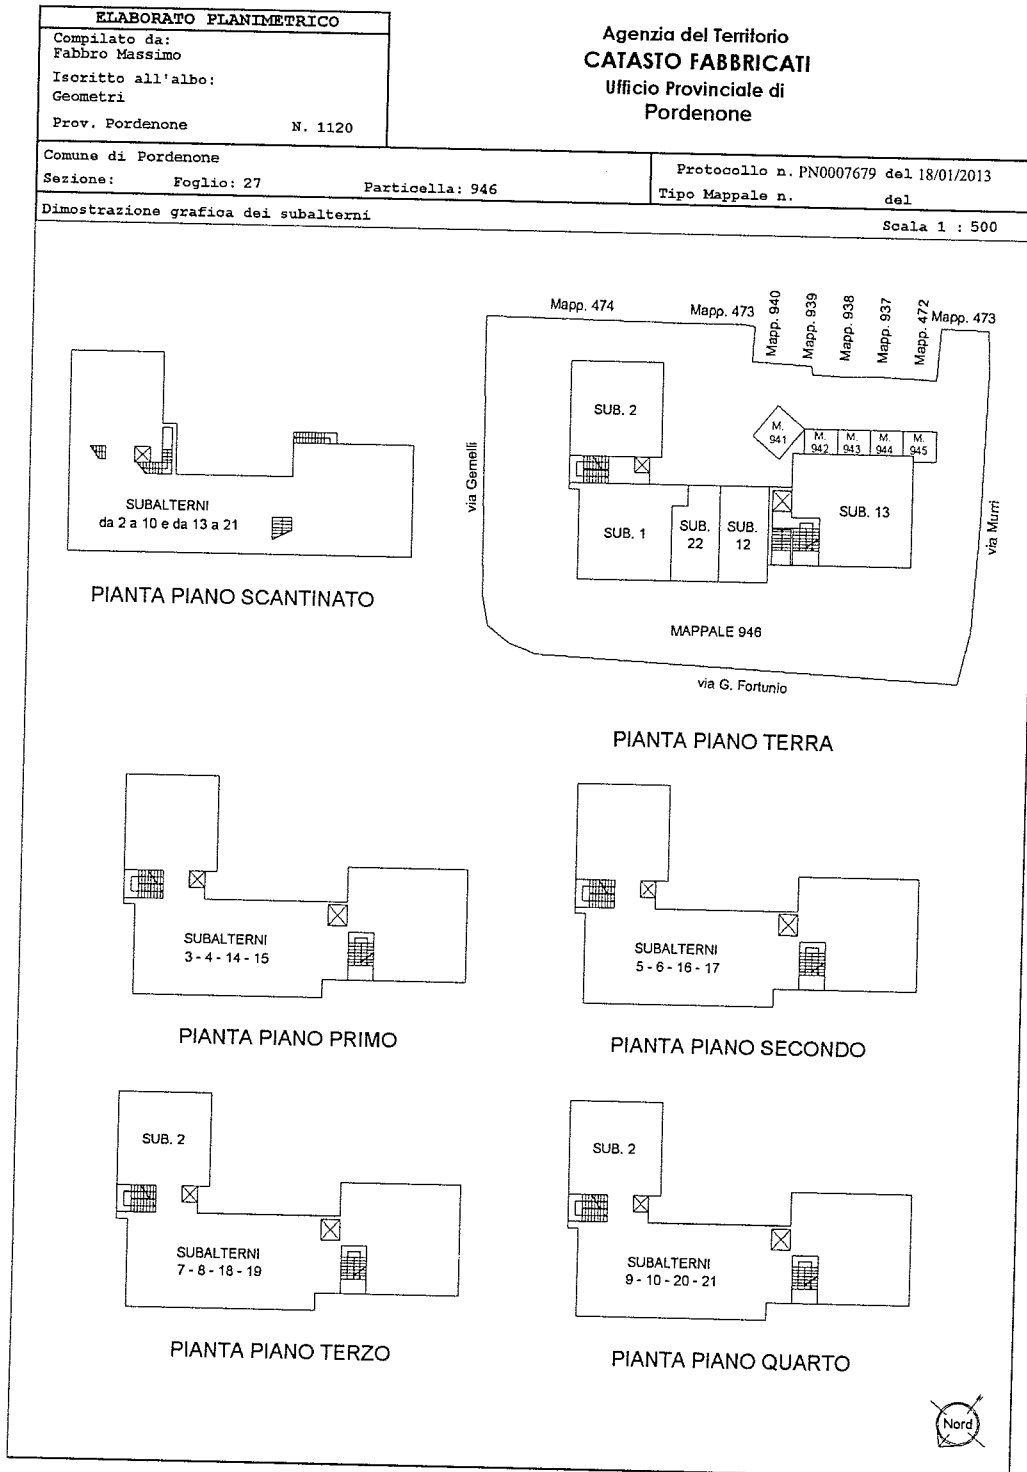 ELABORATO PLANIMETRICO
Compilato da:
Fabbro Massimo
Iscritto all'albo:
Geometri
Prov. Pordenone N. 1120
Agenzia del Territorio
CATASTO FABBRICATI
Ufficio Provinciale di
Pordenone
Comune di Pordenone
Sezione: Foglio: 27 Particella: 946
Protocollo n. PN0007679 del 18/01/2013
Tipo Mappale n. del
Dimostrazione grafica dei subalterni
Scala 1 : 500
SUBALTERNI
da 2 a 10 e da 13 a 21
PIANTA PIANO SCANTINATO
Mapp. 474
Mapp. 473
Mapp. 940
Mapp. 939
Mapp. 938
Mapp. 937
Mapp. 472
Mapp. 473
via Gemelli
SUB. 2
M.
941
M.
942
M.
943
M.
944
M.
945
SUB. 1
SUB.
22
SUB.
12
SUB. 13
via Murri
MAPPALE 946
via G. Fortunio
PIANTA PIANO TERRA
SUBALTERNI
3 - 4 - 14 - 15
PIANTA PIANO PRIMO
SUBALTERNI
5 - 6 - 16 - 17
PIANTA PIANO SECONDO
SUB. 2
SUBALTERNI
7 - 8 - 18 - 19
PIANTA PIANO TERZO
SUB. 2
SUBALTERNI
9 - 10 - 20 - 21
PIANTA PIANO QUARTO
Nord